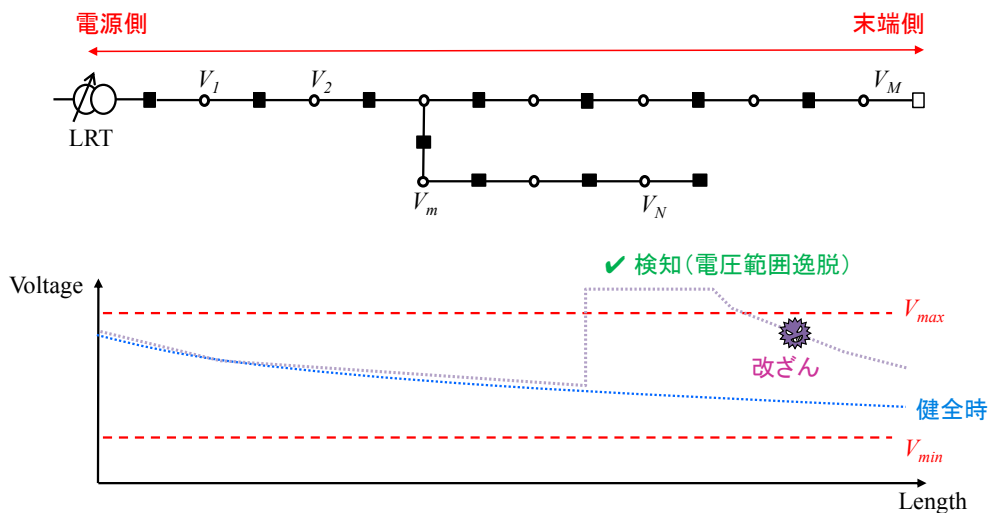 電源側
末端側
V1
V2
VM
LRT
Vm
VN
✔ 検知(電圧範囲逸脱)
Voltage
Vmax
改ざん
健全時
Vmin
Length